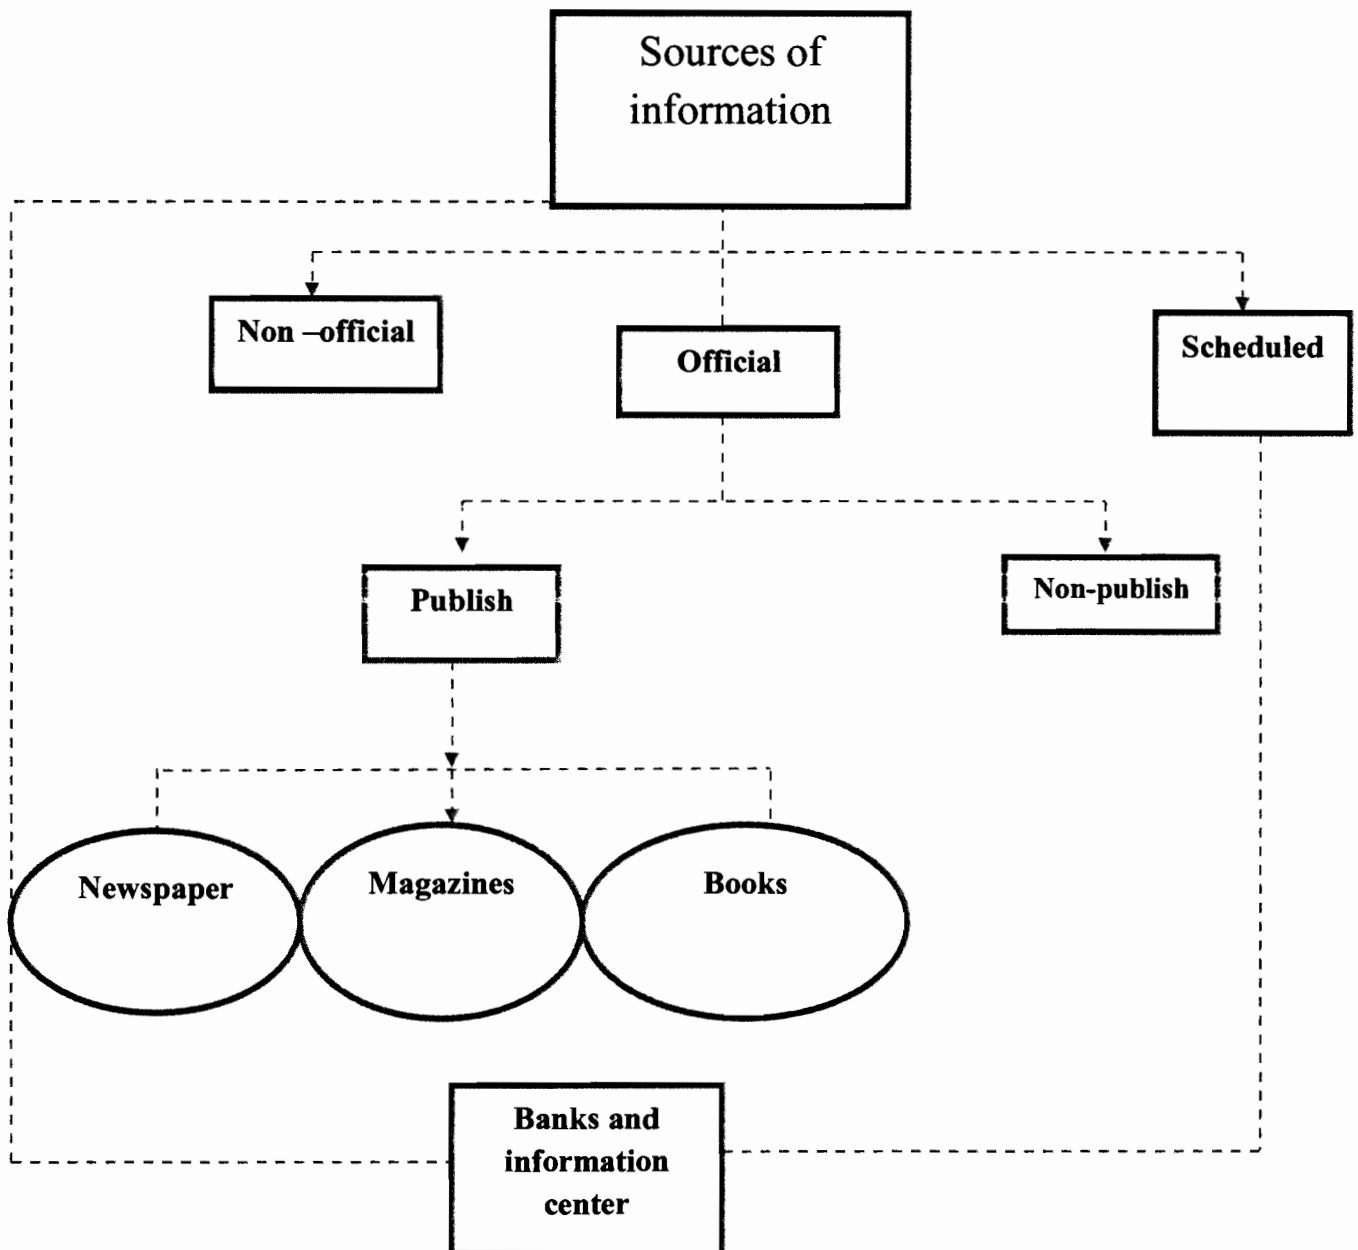 Sources of
information
Non –official
Official
Scheduled
Publish
Non-publish
Newspaper
Magazines
Books
Banks and
information
center